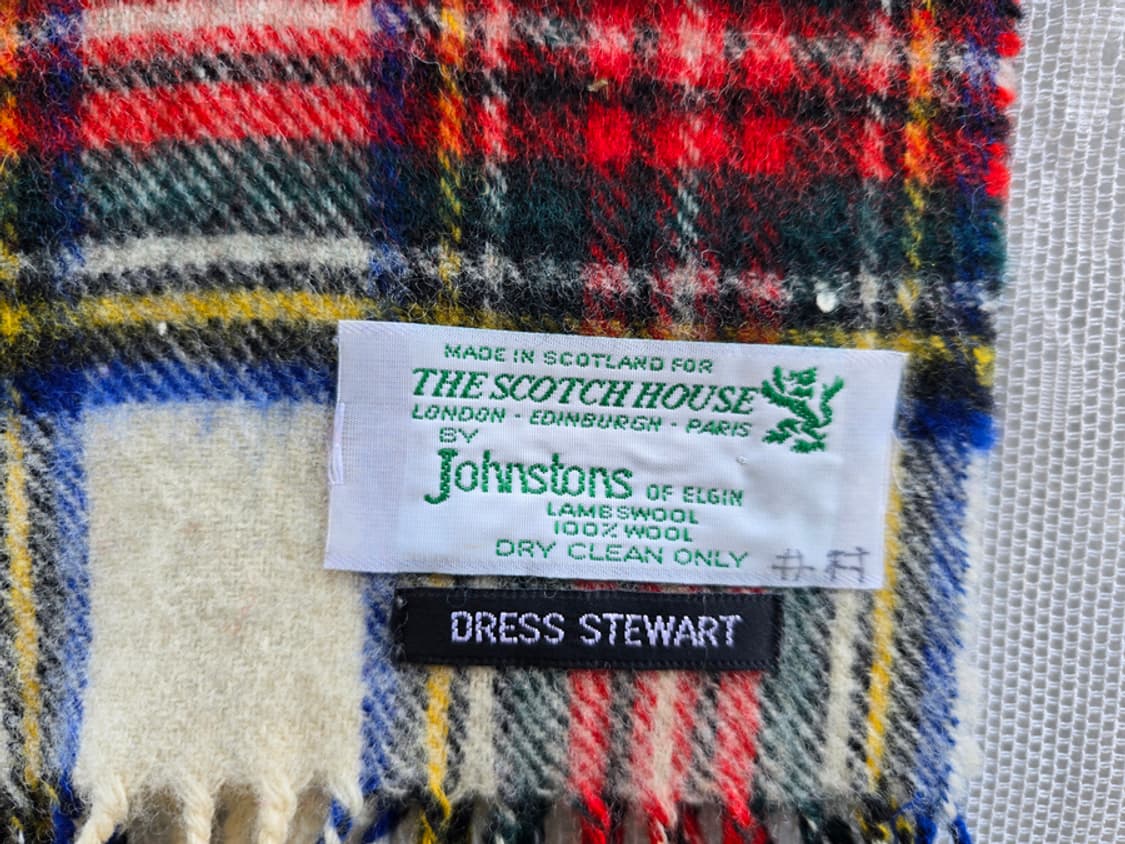 MADE IN SCOTLAND FOR
THE SCOTCH HOUSE
LONDON - EDINBURGH - PARIS
BY
Johnstons OF ELGIN
LAMBSWOOL
100% WOOL
DRY CLEAN ONLY
DRESS STEWART